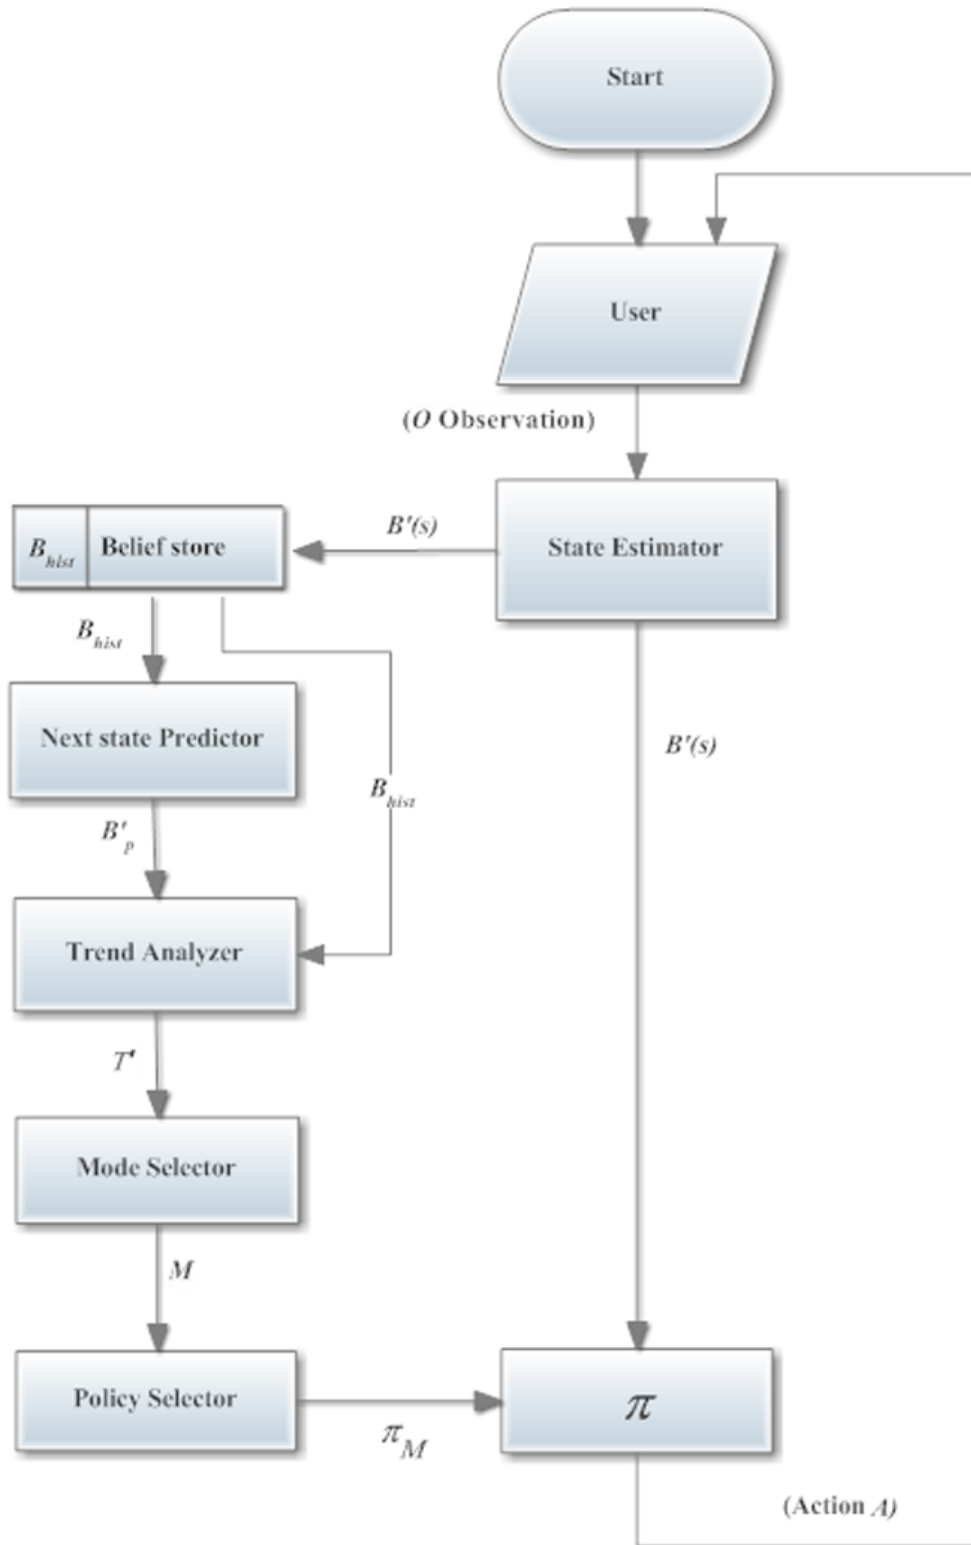 Start
User
(O Observation)
State Estimator
B'(s)
B_hist Belief store
B_hist
Next state Predictor
B'(s)
B_hist
B'_p
Trend Analyzer
T'
Mode Selector
M
Policy Selector
π
π_M
(Action A)